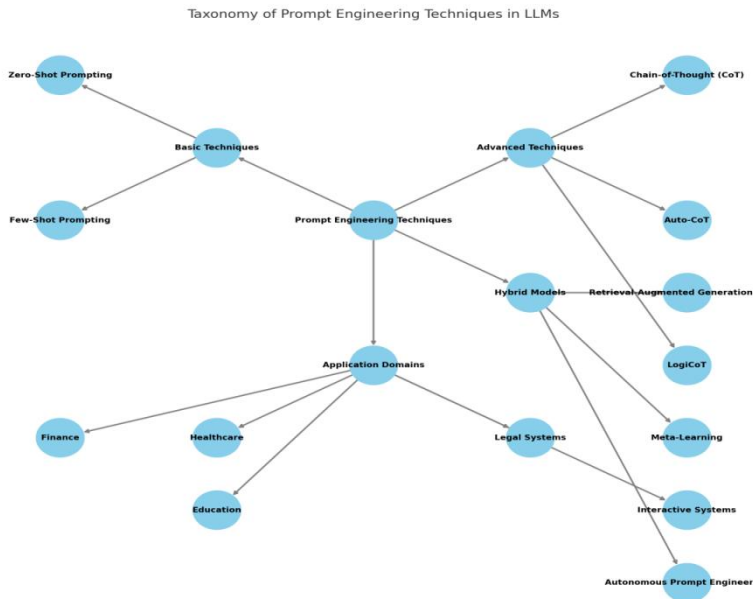 Taxonomy of Prompt Engineering Techniques in LLMs
Zero-Shot Prompting
Chain-of-Thought (CoT)
Basic Techniques
Advanced Techniques
Few-Shot Prompting
Prompt Engineering Techniques
Auto-CoT
Hybrid Models
Retrieval-Augmented Generation
Application Domains
LogiCoT
Finance
Healthcare
Legal Systems
Meta-Learning
Education
Interactive Systems
Autonomous Prompt Engineer